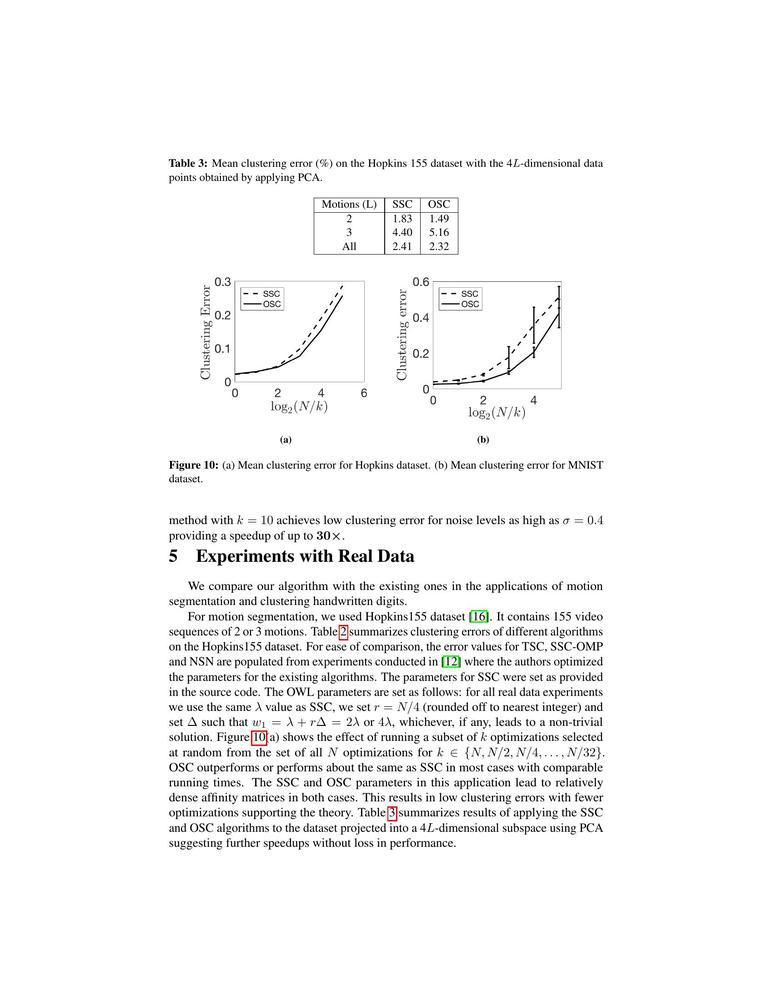 Table 3: Mean clustering error (%) on the Hopkins 155 dataset with the 4L-dimensional data
points obtained by applying PCA.
Motions (L) SSC OSC
2 1.83 1.49
3 4.40 5.16
All 2.41 2.32
Clustering Error
0.3
0.2
0.1
0
SSC
OSC
0 2 4 6
log₂(N/k)
(a)
Clustering error
0.6
0.4
0.2
0
SSC
OSC
0 2 4
log₂(N/k)
(b)
Figure 10: (a) Mean clustering error for Hopkins dataset. (b) Mean clustering error for MNIST
dataset.
method with k = 10 achieves low clustering error for noise levels as high as σ = 0.4
providing a speedup of up to 30×.
5 Experiments with Real Data
We compare our algorithm with the existing ones in the applications of motion
segmentation and clustering handwritten digits.
For motion segmentation, we used Hopkins155 dataset [16]. It contains 155 video
sequences of 2 or 3 motions. Table 2 summarizes clustering errors of different algorithms
on the Hopkins155 dataset. For ease of comparison, the error values for TSC, SSC-OMP
and NSN are populated from experiments conducted in [12] where the authors optimized
the parameters for the existing algorithms. The parameters for SSC were set as provided
in the source code. The OWL parameters are set as follows: for all real data experiments
we use the same λ value as SSC, we set r = N/4 (rounded off to nearest integer) and
set Δ such that w₁ = λ + rΔ = 2λ or 4λ, whichever, if any, leads to a non-trivial
solution. Figure 10(a) shows the effect of running a subset of k optimizations selected
at random from the set of all N optimizations for k ∈ {N, N/2, N/4, . . . , N/32}.
OSC outperforms or performs about the same as SSC in most cases with comparable
running times. The SSC and OSC parameters in this application lead to relatively
dense affinity matrices in both cases. This results in low clustering errors with fewer
optimizations supporting the theory. Table 3 summarizes results of applying the SSC
and OSC algorithms to the dataset projected into a 4L-dimensional subspace using PCA
suggesting further speedups without loss in performance.